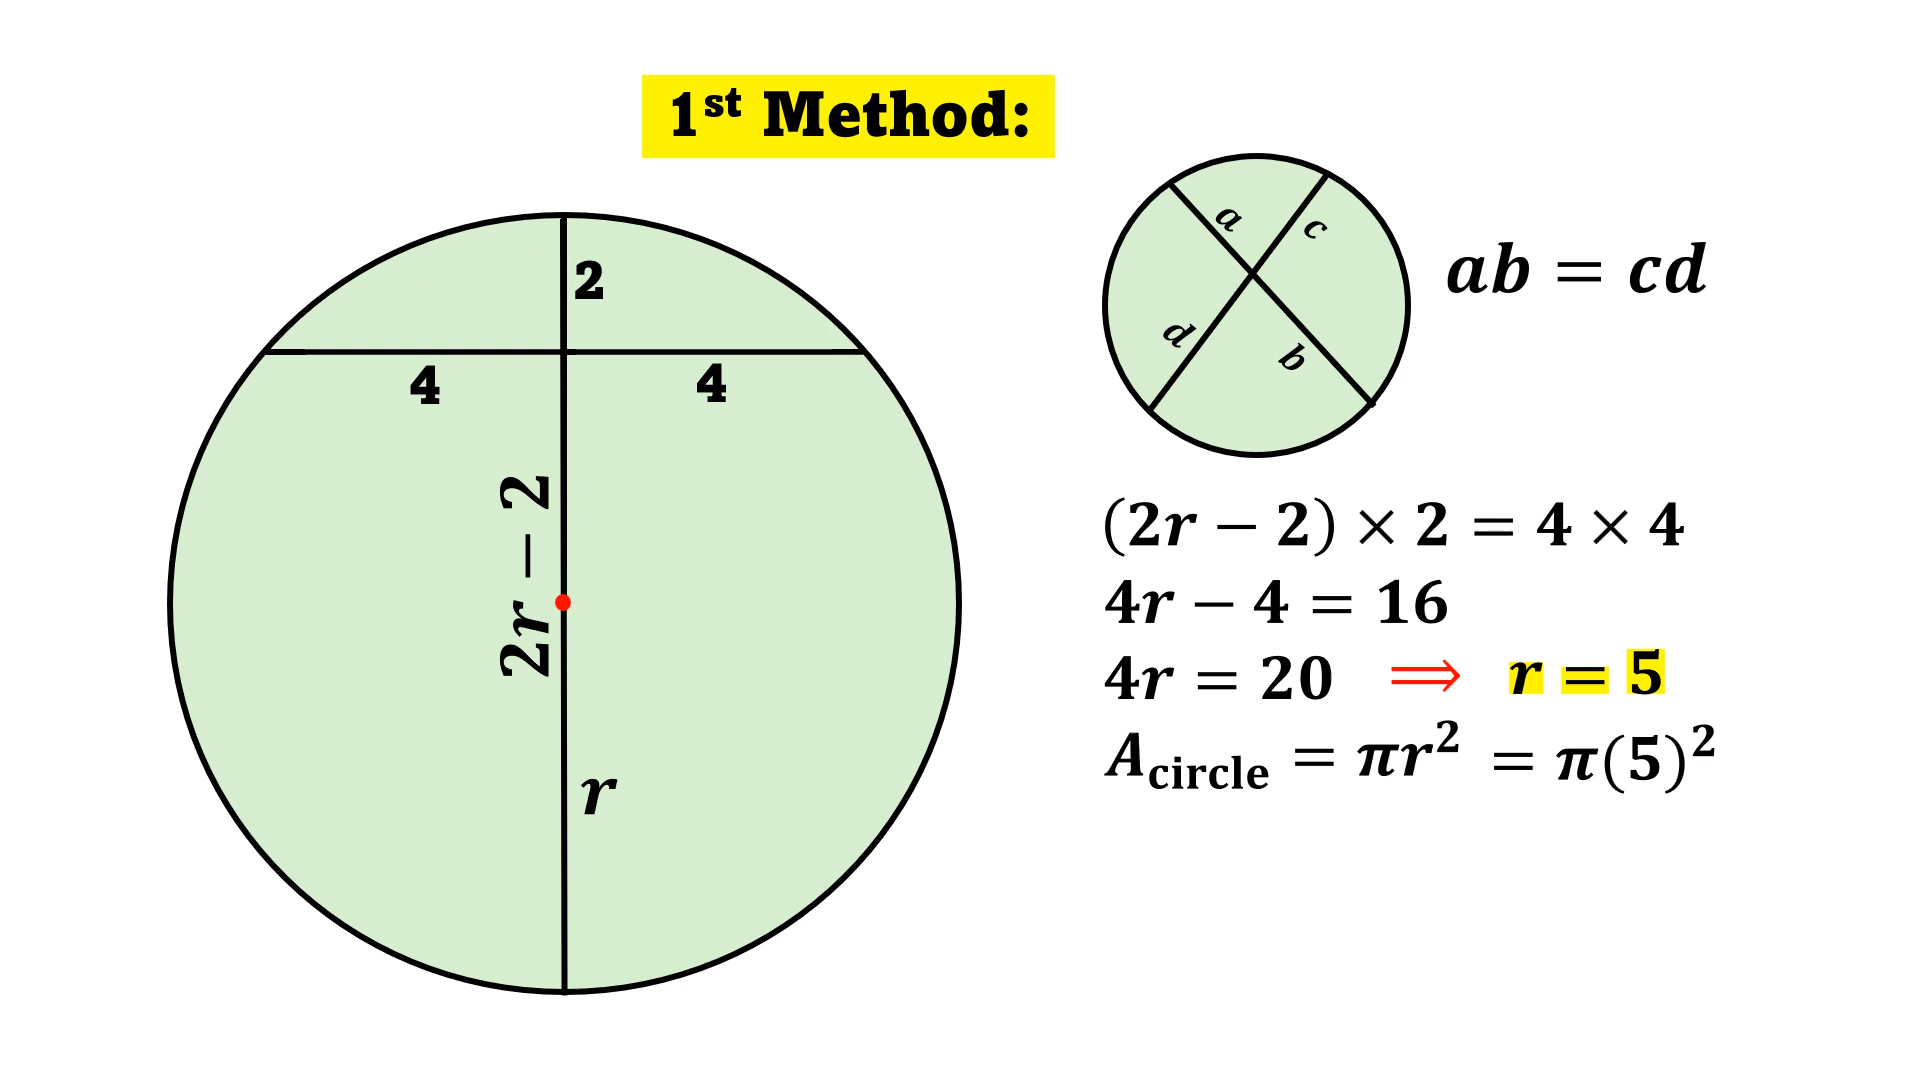 1st Method:
2
4 4
2r − 2
r
a c
d b
ab = cd
(2r − 2) × 2 = 4 × 4
4r − 4 = 16
4r = 20 ⟹ r = 5
A_circle = πr² = π(5)²